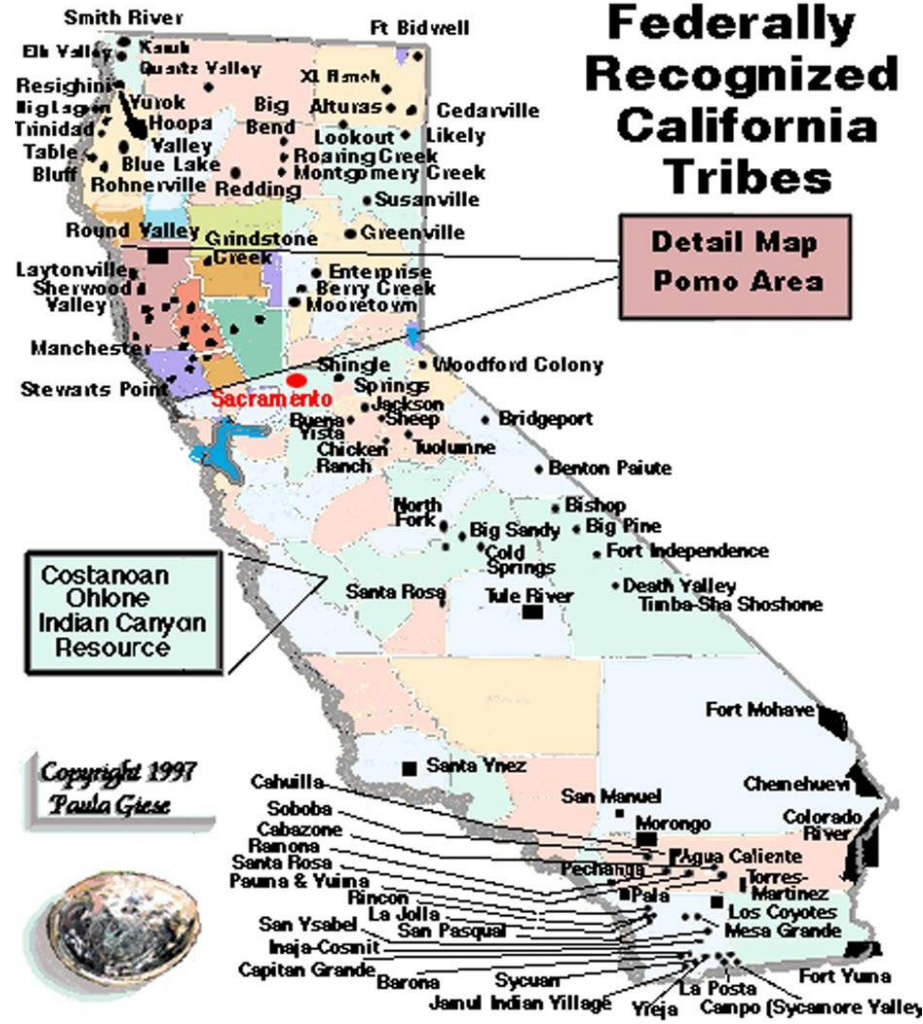 Federally
Recognized
California
Tribes
Smith River
Ft Bidwell
Elk Valley
Karuk
Quartz Valley
Resighini
XL Ranch
Big Lagoon
Yurok
Big
Bend
Alturas
Cedarville
Trinidad
Hoopa
Valley
Lookout
Likely
Table
Bluff
Blue Lake
Roaring Creek
Rohnerville
Redding
Montgomery Creek
Susanville
Round Valley
Grindstone
Creek
Greenville
Detail Map
Pomo Area
Laytonville
Enterprise
Sherwood
Valley
Berry Creek
Mooretown
Manchester
Shingle
Springs
Woodford Colony
Stewarts Point
Sacramento
Jackson
Buena
Vista
Sheep
Bridgeport
Chicken
Ranch
Tuolumne
Benton Paiute
North
Fork
Bishop
Big Sandy
Big Pine
Cold
Springs
Fort Independence
Costanoan
Ohlone
Indian Canyan
Resource
Santa Rosa
Tule River
Death Valley
Timba-Sha Shoshone
Fort Mohave
Copyright 1997
Paula Giese
Santa Ynez
Chemehuevi
Cahuilla
San Manuel
Soboba
Morongo
Colorado
River
Cabazone
Ramona
Agua Caliente
Santa Rosa
Pechanga
Torres-
Martinez
Pauma & Yuima
Pala
Rincon
La Jolla
Los Coyotes
San Ysabel
San Pasqual
Mesa Grande
Inaja-Cosmit
Capitan Grande
Barona
Sycuan
Fort Yuma
Jamul Indian Village
Vieja
La Posta
Campo (Sycamore Valley